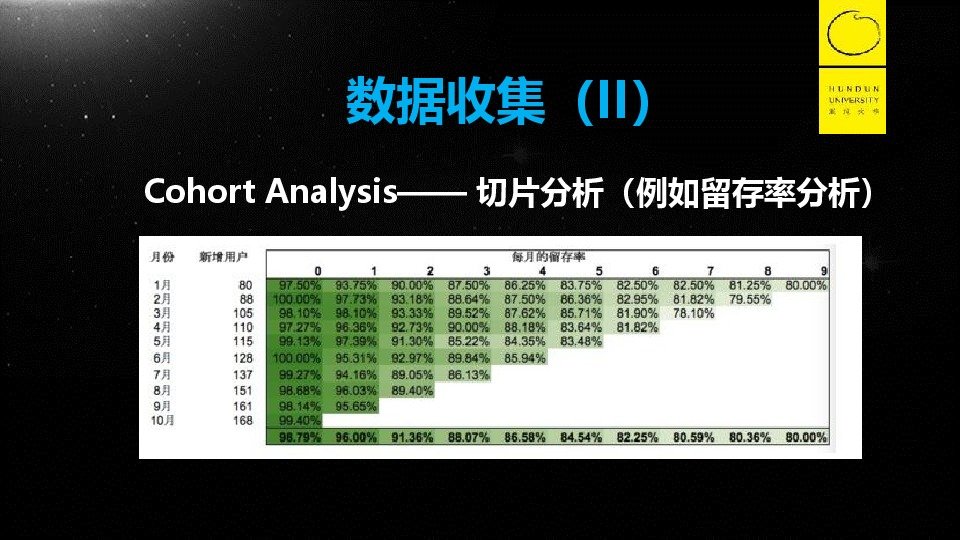 HUNDUN
UNIVERSITY
数据收集（II）
Cohort Analysis—— 切片分析（例如留存率分析）
月份 新增用户 每月的留存率
0 1 2 3 4 5 6 7 8 9
1月 80 97.50% 93.75% 90.00% 87.50% 86.25% 83.75% 82.50% 82.50% 81.25% 80.00%
2月 88 100.00% 97.73% 93.18% 88.64% 87.50% 86.36% 82.95% 81.82% 79.55%
3月 105 98.10% 98.10% 93.33% 89.52% 87.62% 85.71% 81.90% 78.10%
4月 110 97.27% 96.36% 92.73% 90.00% 88.18% 83.64% 81.82%
5月 115 99.13% 97.39% 91.30% 85.22% 84.35% 83.48%
6月 128 100.00% 95.31% 92.97% 89.84% 85.94%
7月 137 99.27% 94.16% 89.05% 86.13%
8月 151 98.68% 96.03% 89.40%
9月 161 98.14% 95.65%
10月 168 99.40%
98.79% 96.00% 91.36% 88.07% 86.58% 84.54% 82.25% 80.59% 80.36% 80.00%